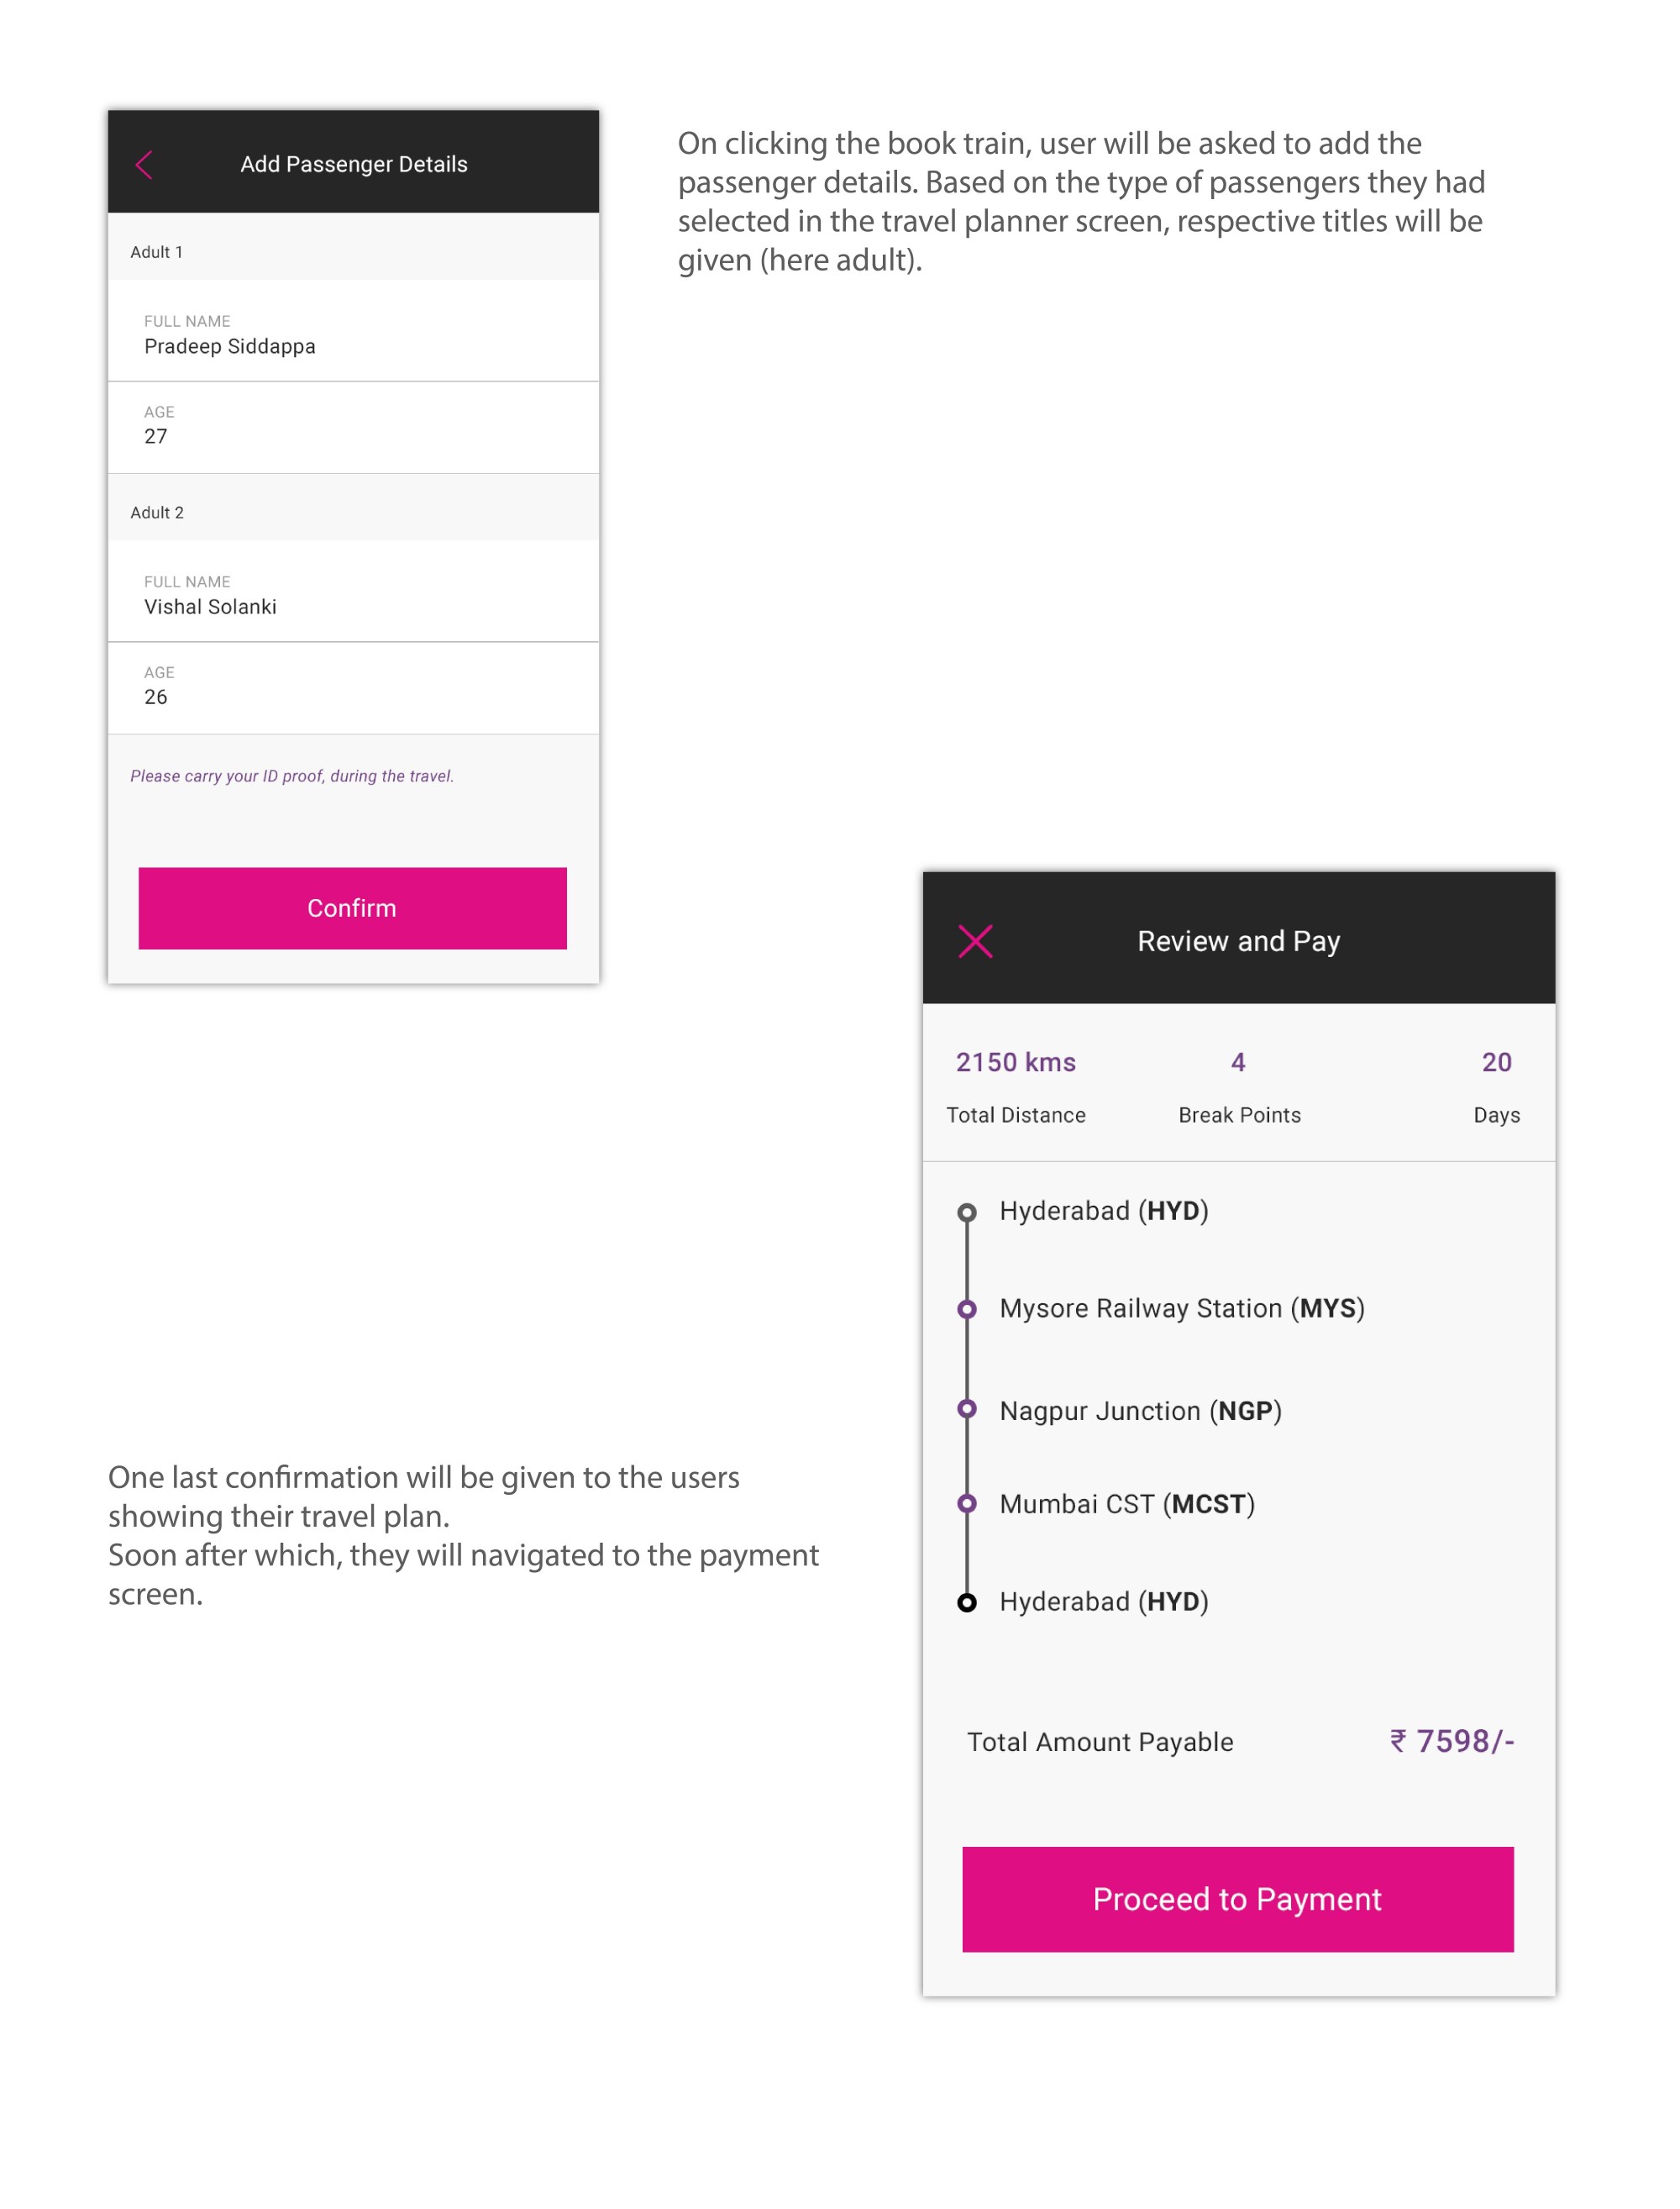 Add Passenger Details
Adult 1
FULL NAME
Pradeep Siddappa
AGE
27
Adult 2
FULL NAME
Vishal Solanki
AGE
26
Please carry your ID proof, during the travel.
Confirm
On clicking the book train, user will be asked to add the
passenger details. Based on the type of passengers they had
selected in the travel planner screen, respective titles will be
given (here adult).
One last confirmation will be given to the users
showing their travel plan.
Soon after which, they will navigated to the payment
screen.
Review and Pay
2150 kms 4 20
Total Distance Break Points Days
Hyderabad (HYD)
Mysore Railway Station (MYS)
Nagpur Junction (NGP)
Mumbai CST (MCST)
Hyderabad (HYD)
Total Amount Payable ₹ 7598/-
Proceed to Payment